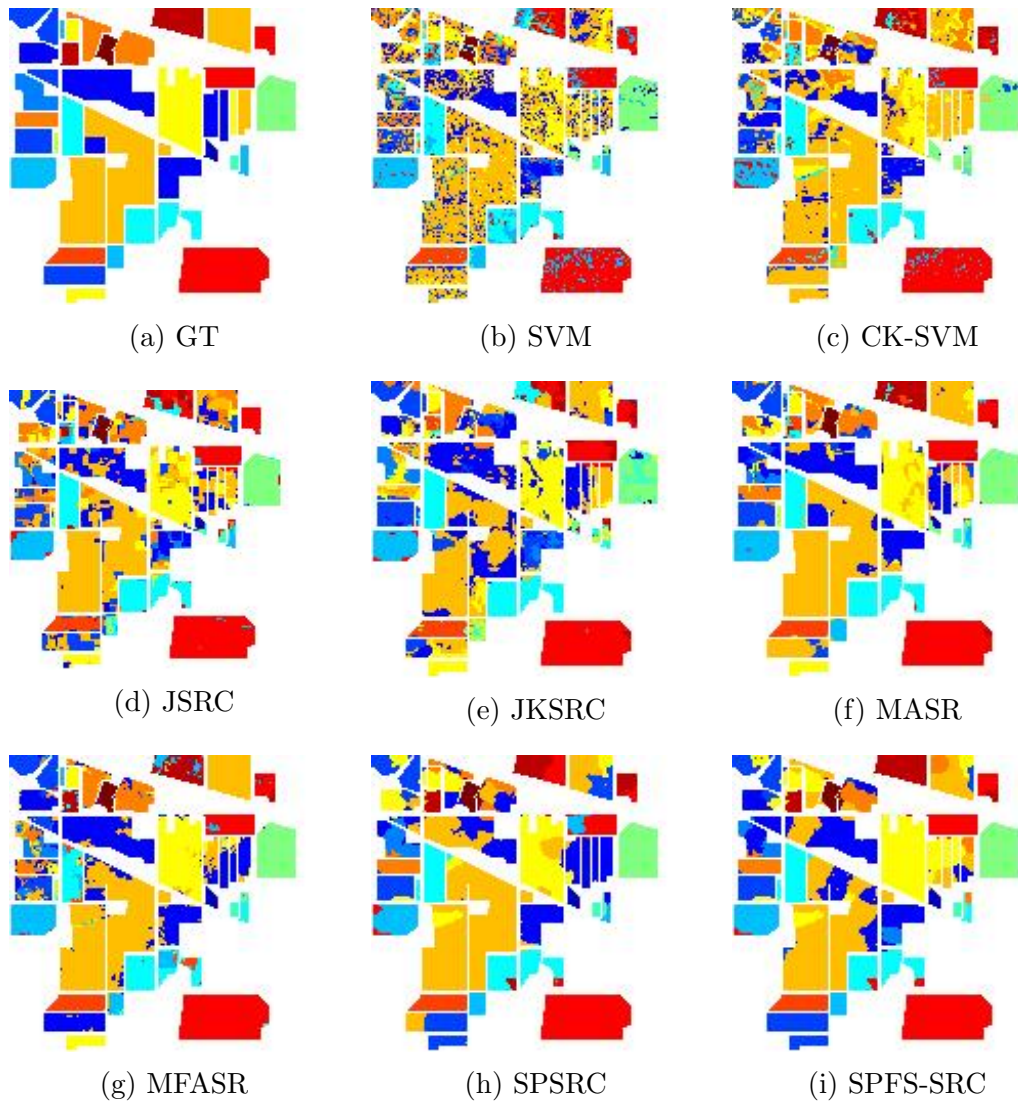 (a) GT
(b) SVM
(c) CK-SVM
(d) JSRC
(e) JKSRC
(f) MASR
(g) MFASR
(h) SPSRC
(i) SPFS-SRC